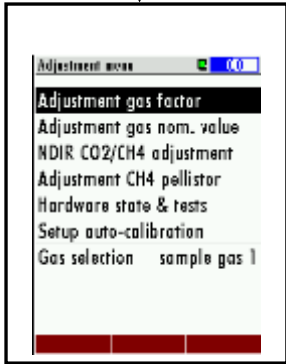 Adjustment menu
Adjustment gas factor
Adjustment gas nom. value
NDIR CO2/CH4 adjustment
Adjustment CH4 pellistor
Hardware state & tests
Setup auto-calibration
Gas selection sample gas 1